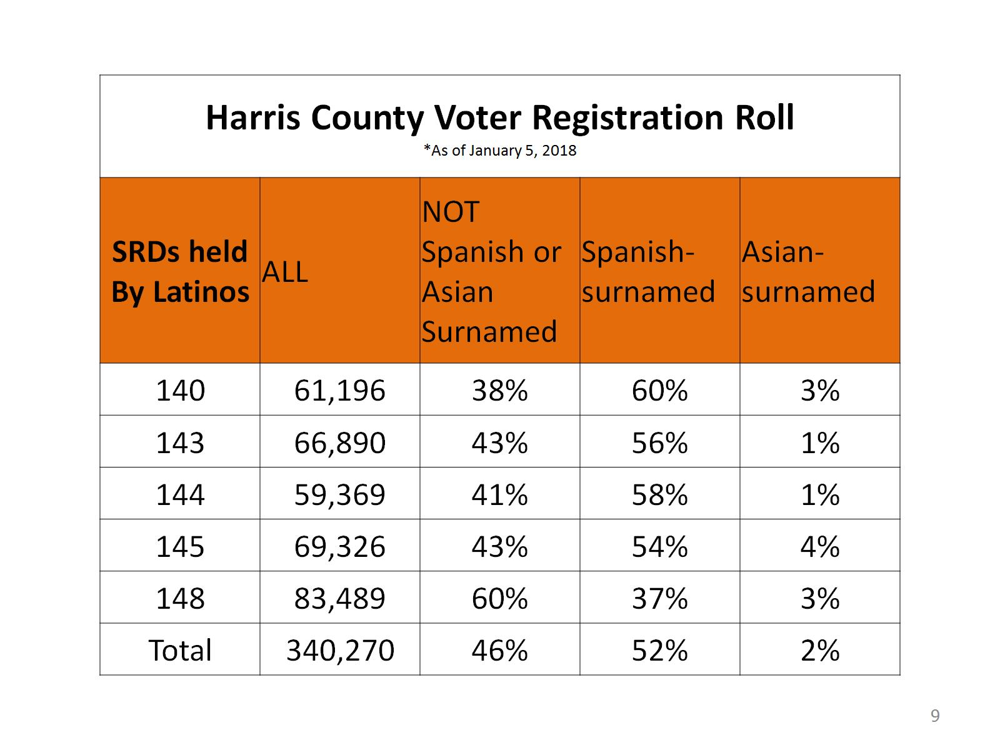 Harris County Voter Registration Roll
*As of January 5, 2018
SRDs held
By Latinos
ALL
NOT
Spanish or
Asian
Surnamed
Spanish-
surnamed
Asian-
surnamed
140 61,196 38% 60% 3%
143 66,890 43% 56% 1%
144 59,369 41% 58% 1%
145 69,326 43% 54% 4%
148 83,489 60% 37% 3%
Total 340,270 46% 52% 2%
9